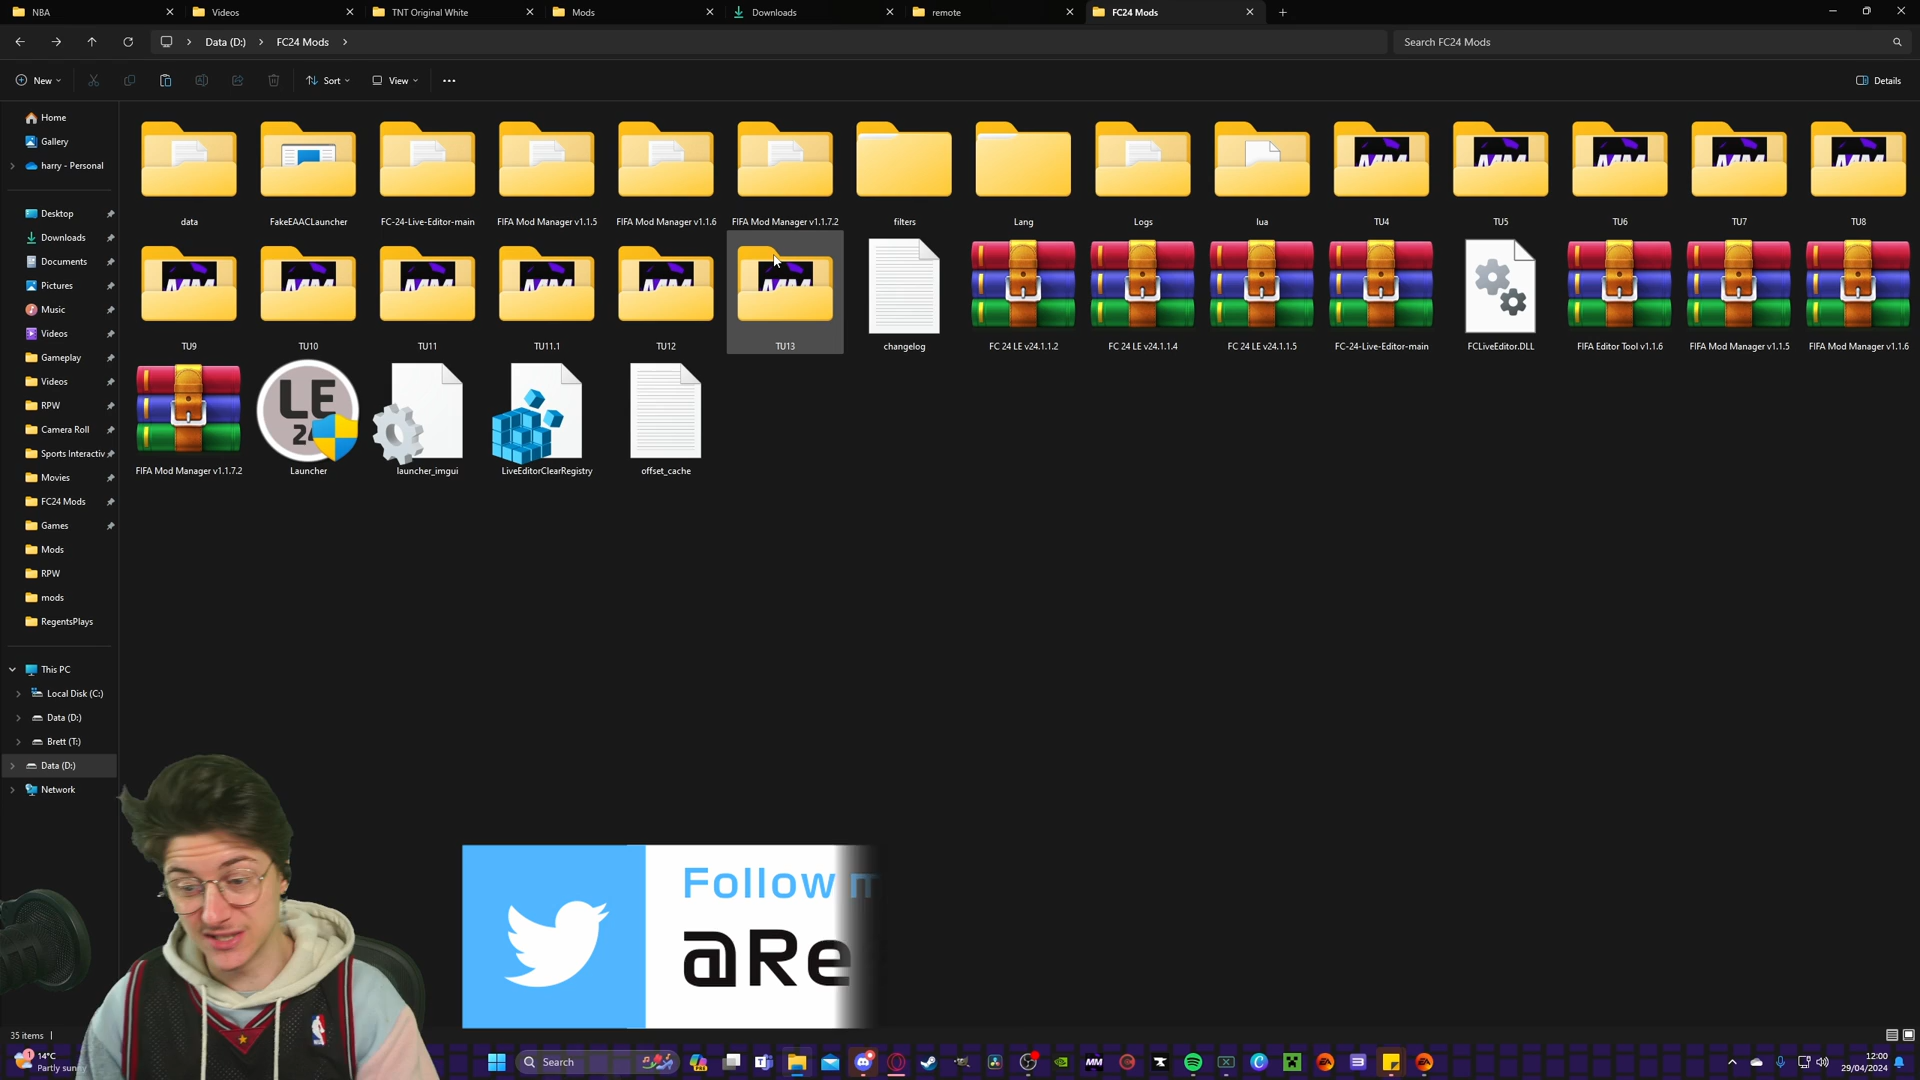 NBA
Videos
TNT Original White
Mods
Downloads
remote
FC24 Mods
Data (D:)
FC24 Mods
Search FC24 Mods
New
Sort
View
Details
Home
Gallery
harry - Personal
Desktop
Downloads
Documents
Pictures
Music
Videos
Gameplay
Videos
RPW
Camera Roll
Sports Interactiv
Movies
FC24 Mods
Games
Mods
RPW
mods
RegentsPlays
This PC
Local Disk (C:)
Data (D:)
Brett (T:)
Data (D:)
Network
data
FakeEAACLauncher
FC-24-Live-Editor-main
FIFA Mod Manager v1.1.5
FIFA Mod Manager v1.1.6
FIFA Mod Manager v1.1.7.2
filters
Lang
Logs
lua
TU4
TU5
TU6
TU7
TU8
TU9
TU10
TU11
TU11.1
TU12
TU13
changelog
FC 24 LE v24.1.1.2
FC 24 LE v24.1.1.4
FC 24 LE v24.1.1.5
FC-24-Live-Editor-main
FCLiveEditor.DLL
FIFA Editor Tool v1.1.6
FIFA Mod Manager v1.1.5
FIFA Mod Manager v1.1.6
LE
FIFA Mod Manager v1.1.7.2
Launcher
launcher_imgui
LiveEditorClearRegistry
offset_cache
Follow m
@Re
35 items
14°C
Partly sunny
Search
12:00
29/04/2024